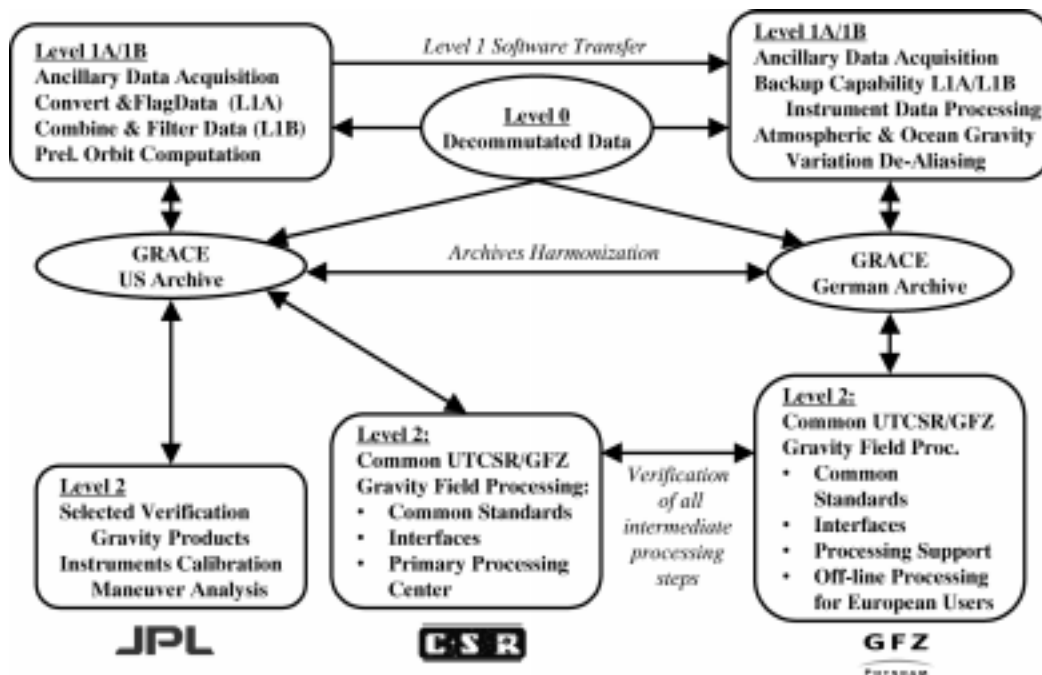 Level 1A/1B
Ancillary Data Acquisition
Convert &FlagData (L1A)
Combine & Filter Data (L1B)
Prel. Orbit Computation
Level 1 Software Transfer
Level 0
Decommutated Data
Level 1A/1B
Ancillary Data Acquisition
Backup Capability L1A/L1B
Instrument Data Processing
Atmospheric & Ocean Gravity
Variation De-Aliasing
GRACE
US Archive
Archives Harmonization
GRACE
German Archive
Level 2
Selected Verification
Gravity Products
Instruments Calibration
Maneuver Analysis
JPL
Level 2:
Common UTCSR/GFZ
Gravity Field Processing:
• Common Standards
• Interfaces
• Primary Processing
Center
C·S·R
Verification
of all
intermediate
processing
steps
Level 2:
Common UTCSR/GFZ
Gravity Field Proc.
• Common
Standards
• Interfaces
• Processing Support
• Off-line Processing
for European Users
GFZ
POTSDAM